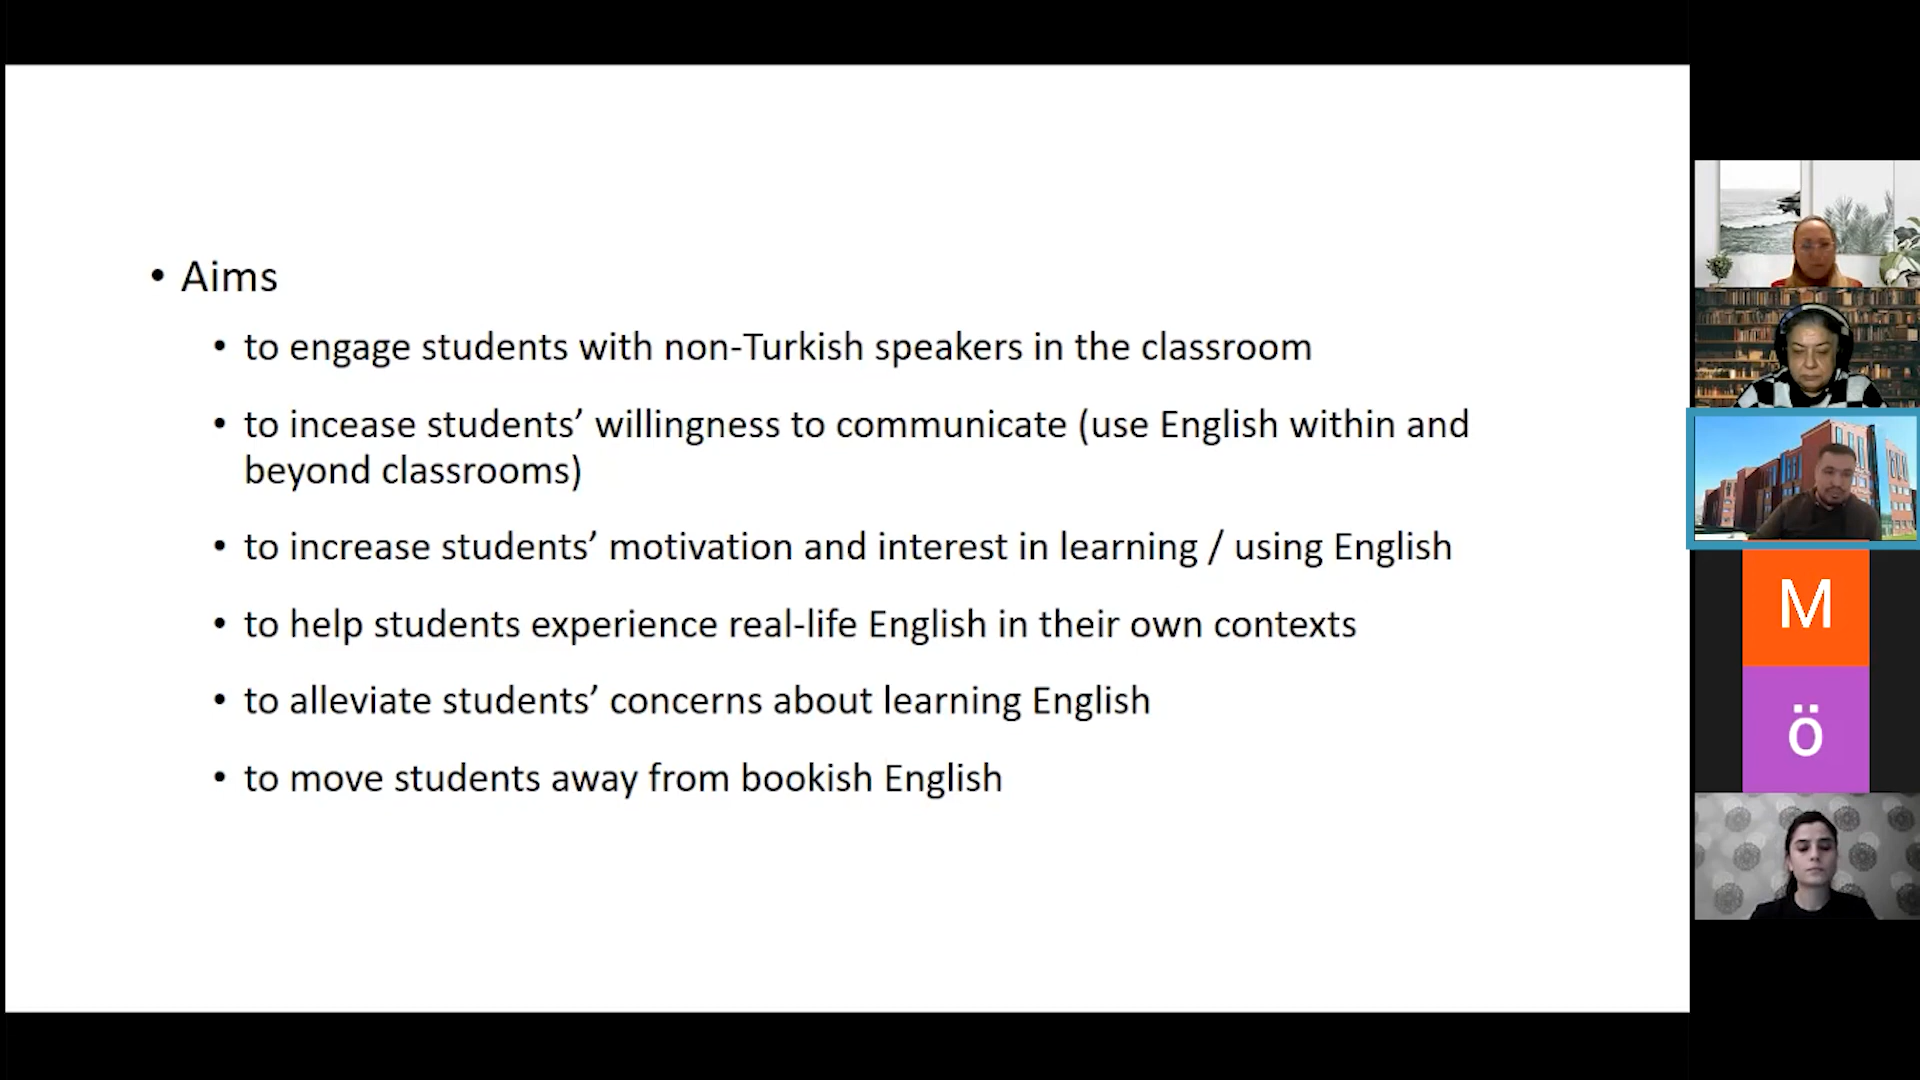 • Aims
• to engage students with non-Turkish speakers in the classroom
• to incease students’ willingness to communicate (use English within and
beyond classrooms)
• to increase students’ motivation and interest in learning / using English
• to help students experience real-life English in their own contexts
• to alleviate students’ concerns about learning English
• to move students away from bookish English
M
ö